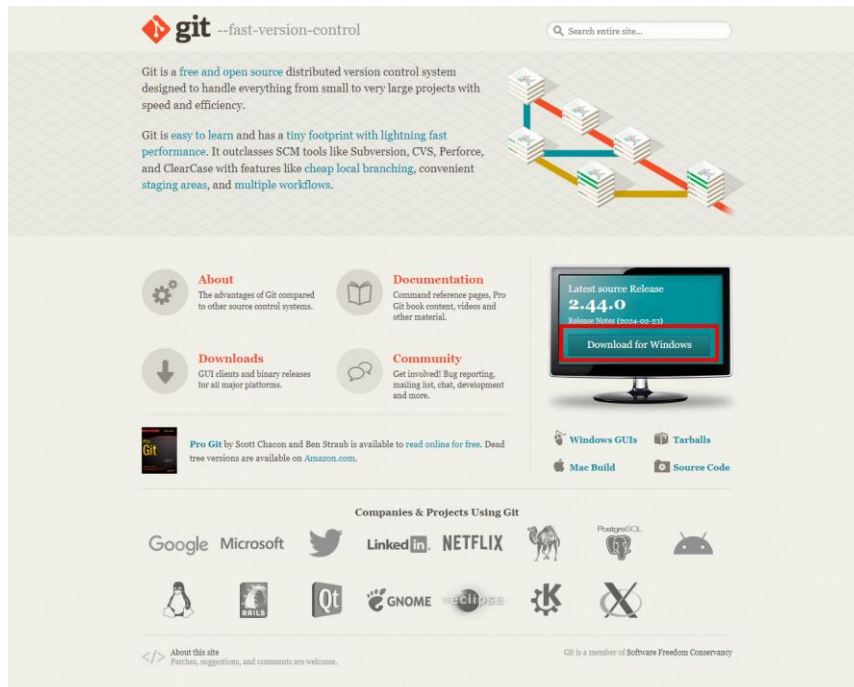 git --fast-version-control
Search entire site...
Git is a free and open source distributed version control system
designed to handle everything from small to very large projects with
speed and efficiency.
Git is easy to learn and has a tiny footprint with lightning fast
performance. It outclasses SCM tools like Subversion, CVS, Perforce,
and ClearCase with features like cheap local branching, convenient
staging areas, and multiple workflows.
About
The advantages of Git compared
to other source control systems.
Documentation
Command reference pages, Pro
Git book content, videos and
other material.
Downloads
GUI clients and binary releases
for all major platforms.
Community
Get involved! Bug reporting,
mailing list, chat, development
and more.
Latest source Release
2.44.0
Release Notes (2024-02-23)
Download for Windows
Windows GUIs
Tarballs
Mac Build
Source Code
Git
Pro Git by Scott Chacon and Ben Straub is available to read online for free. Dead
tree versions are available on Amazon.com.
Companies & Projects Using Git
Google
Microsoft
Linked in.
NETFLIX
PostgreSQL
RAILS
Qt
GNOME
eclipse
K
X
</> About this site
Patches, suggestions, and comments are welcome.
Git is a member of Software Freedom Conservancy